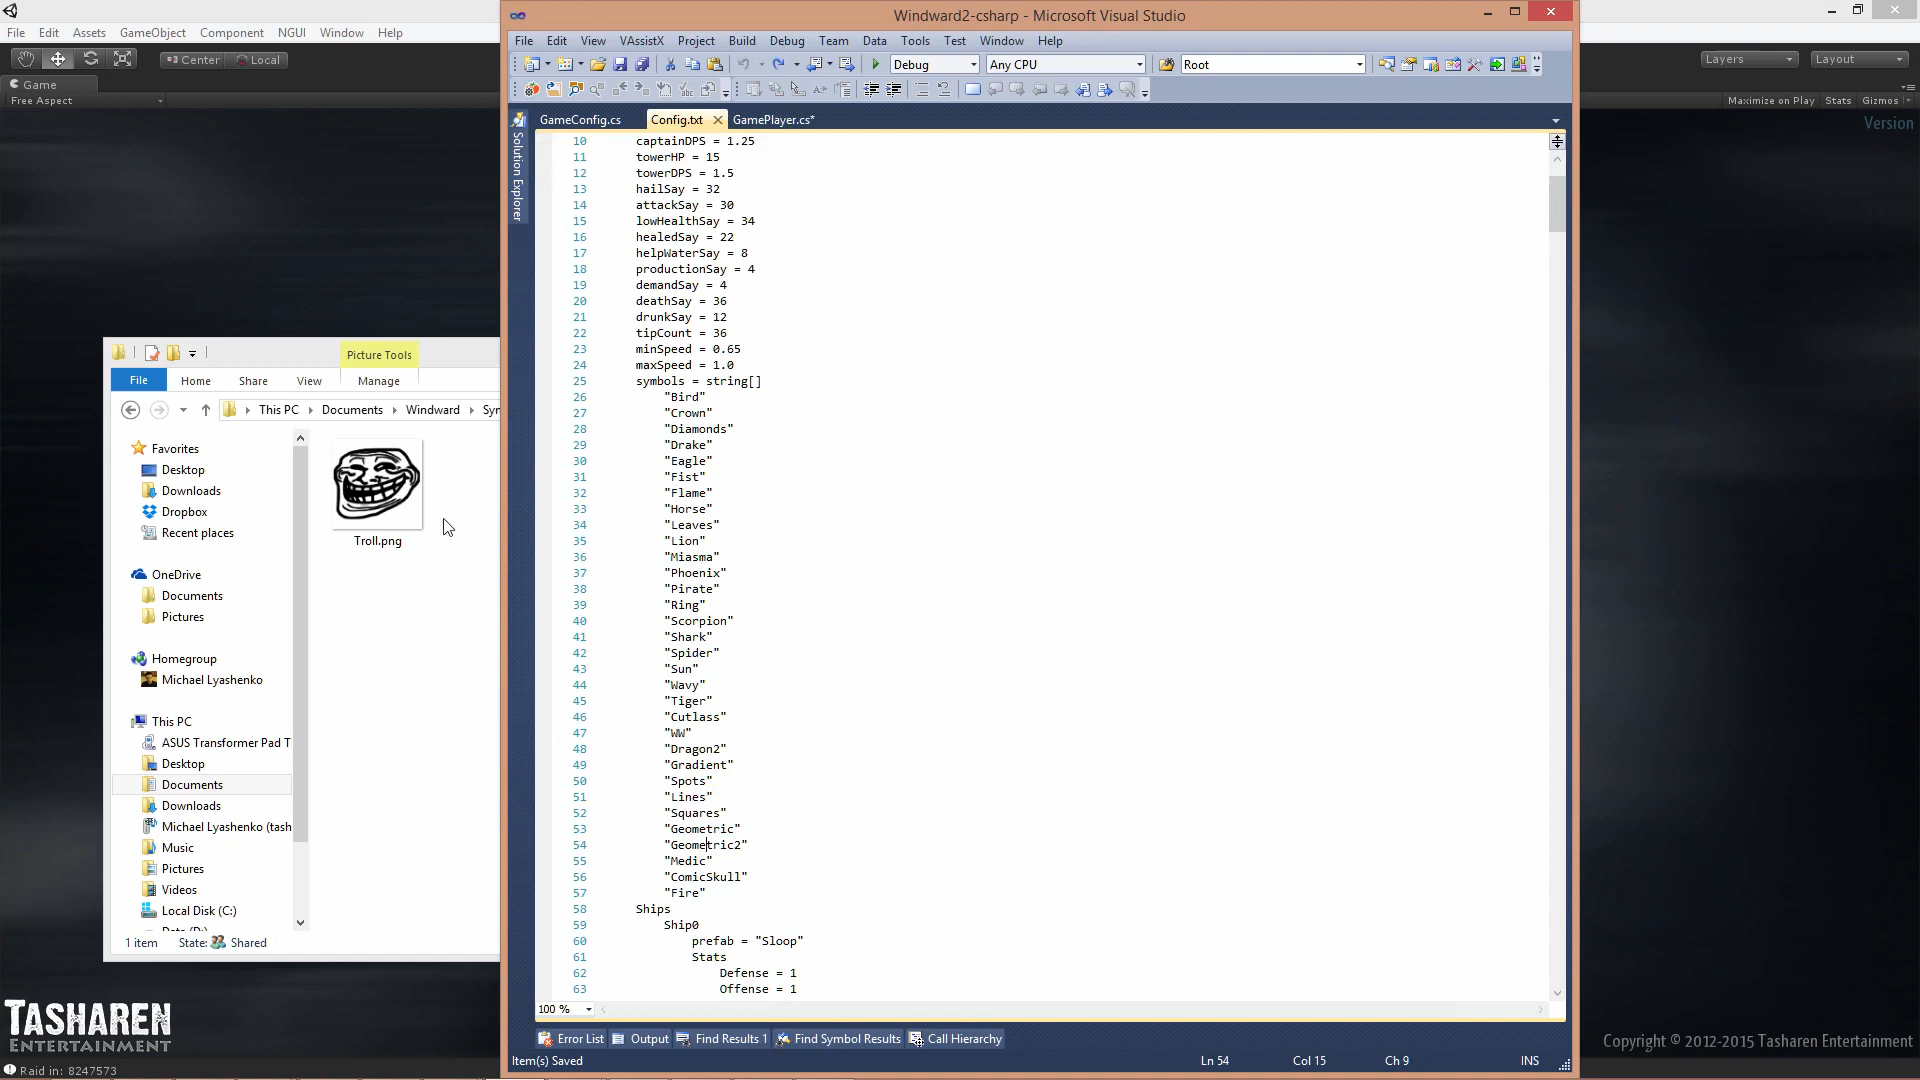 Windward2-csharp - Microsoft Visual Studio
File Edit Assets GameObject Component NGUI Window Help
File Edit View VAssistX Project Build Debug Team Data Tools Test Window Help
Center Local
Debug
Any CPU
Root
Layers
Layout
Game
Free Aspect
Maximize on Play Stats Gizmos
Version
GameConfig.cs
Config.txt
GamePlayer.cs*
Solution Explorer
10 captainDPS = 1.25
11 towerHP = 15
12 towerDPS = 1.5
13 hailSay = 32
14 attackSay = 30
15 lowHealthSay = 34
16 healedSay = 22
17 helpWaterSay = 8
18 productionSay = 4
19 demandSay = 4
20 deathSay = 36
21 drunkSay = 12
22 tipCount = 36
23 minSpeed = 0.65
24 maxSpeed = 1.0
25 symbols = string[]
26 "Bird"
27 "Crown"
28 "Diamonds"
29 "Drake"
30 "Eagle"
31 "Fist"
32 "Flame"
33 "Horse"
34 "Leaves"
35 "Lion"
36 "Miasma"
37 "Phoenix"
38 "Pirate"
39 "Ring"
40 "Scorpion"
41 "Shark"
42 "Spider"
43 "Sun"
44 "Wavy"
45 "Tiger"
46 "Cutlass"
47 "WW"
48 "Dragon2"
49 "Gradient"
50 "Spots"
51 "Lines"
52 "Squares"
53 "Geometric"
54 "Geometric2"
55 "Medic"
56 "ComicSkull"
57 "Fire"
58 Ships
59 Ship0
60 prefab = "Sloop"
61 Stats
62 Defense = 1
63 Offense = 1
100 %
Error List Output Find Results 1 Find Symbol Results Call Hierarchy
Item(s) Saved
Ln 54 Col 15 Ch 9 INS
Picture Tools
File Home Share View Manage
This PC Documents Windward
Favorites
Desktop
Downloads
Dropbox
Recent places
OneDrive
Documents
Pictures
Homegroup
Michael Lyashenko
This PC
ASUS Transformer Pad T
Desktop
Documents
Downloads
Michael Lyashenko (tash
Music
Pictures
Videos
Local Disk (C:)
Troll.png
1 item State: Shared
TASHAREN
ENTERTAINMENT
Raid in: 8247573
Copyright © 2012-2015 Tasharen Entertainment